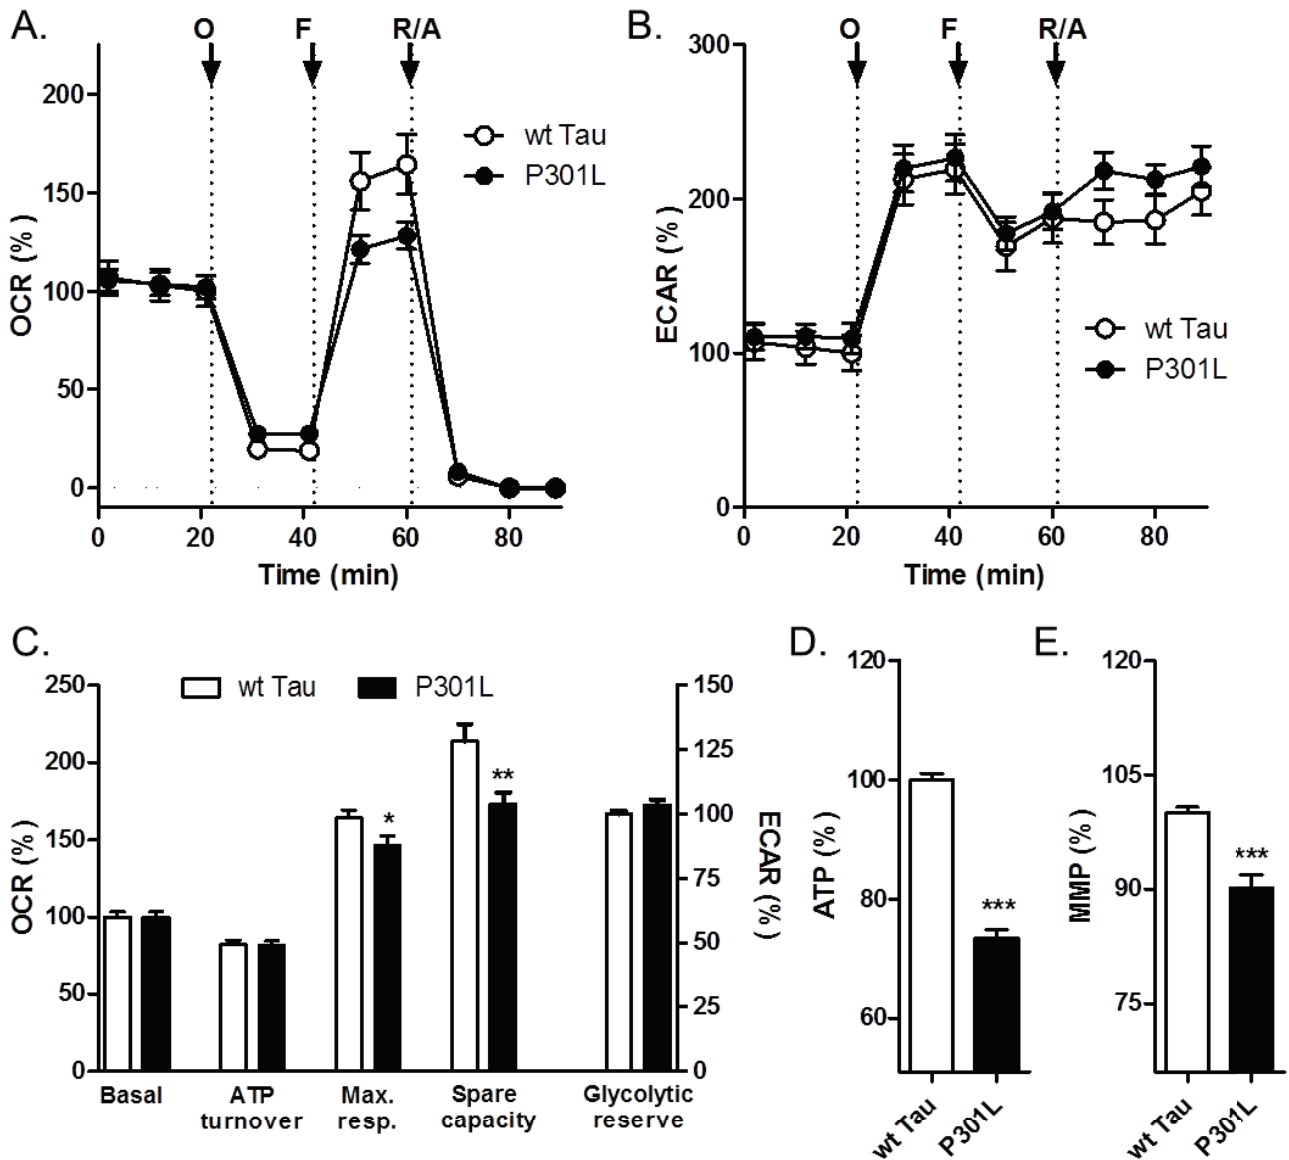 A.
O F R/A
200
150
100
50
0
OCR (%)
wt Tau
P301L
0 20 40 60 80
Time (min)
B.
O F R/A
300
200
100
0
ECAR (%)
wt Tau
P301L
0 20 40 60 80
Time (min)
C.
wt Tau P301L
250
200
150
100
50
0
OCR (%)
* **
150
125
100
75
50
25
0
ECAR (%)
Basal
ATP
turnover
Max.
resp.
Spare
capacity
Glycolytic
reserve
D.
120
100
80
60
ATP (%)
***
wt Tau
P301L
E.
120
105
90
75
MMP (%)
***
wt Tau
P301L